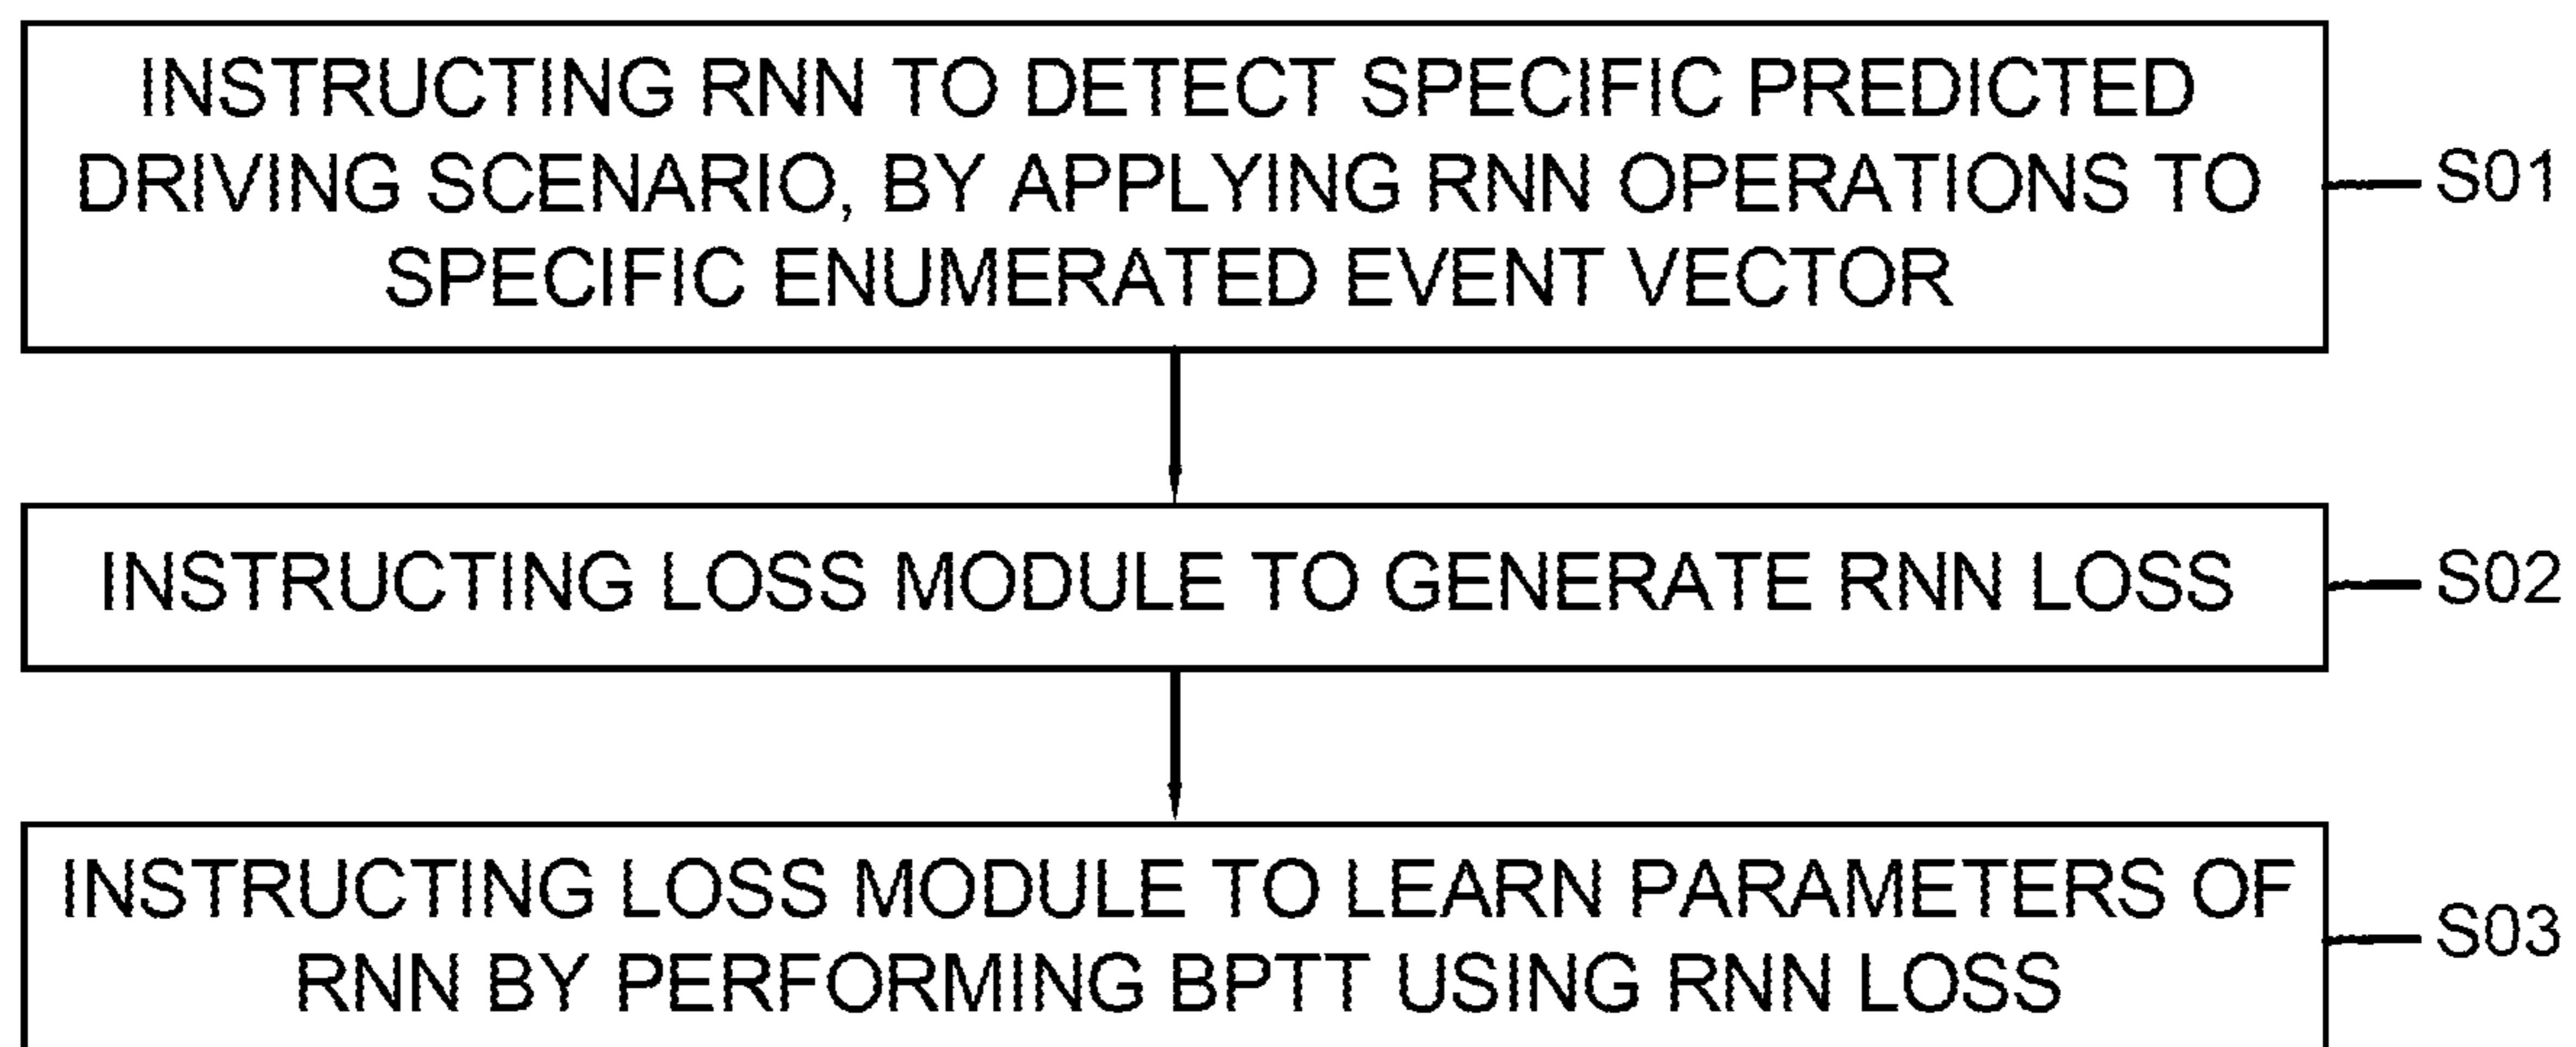 INSTRUCTING RNN TO DETECT SPECIFIC PREDICTED
DRIVING SCENARIO, BY APPLYING RNN OPERATIONS TO
SPECIFIC ENUMERATED EVENT VECTOR
S01
INSTRUCTING LOSS MODULE TO GENERATE RNN LOSS
S02
INSTRUCTING LOSS MODULE TO LEARN PARAMETERS OF
RNN BY PERFORMING BPTT USING RNN LOSS
S03